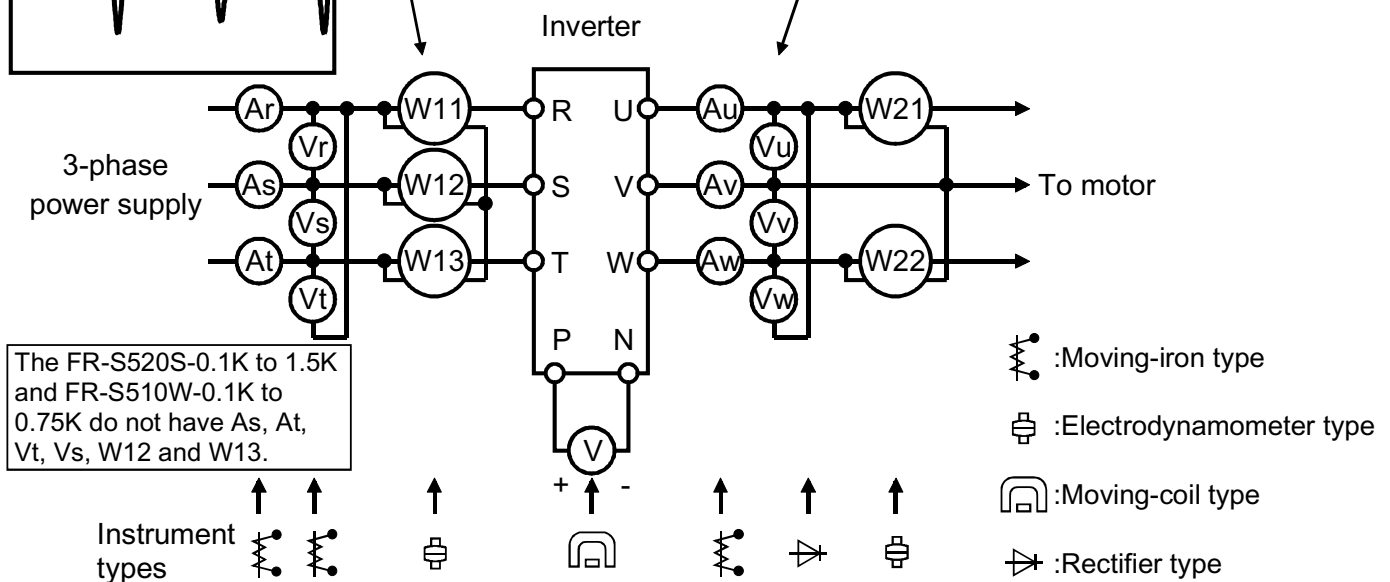 Inverter
Ar W11 R U Au W21
Vr Vu
3-phase
power supply
As W12 S V Av To motor
Vs Vv
At W13 T W Aw W22
Vt Vw
P N
The FR-S520S-0.1K to 1.5K
and FR-S510W-0.1K to
0.75K do not have As, At,
Vt, Vs, W12 and W13.
:Moving-iron type
:Electrodynamometer type
V
+ -
:Moving-coil type
Instrument
types
:Rectifier type